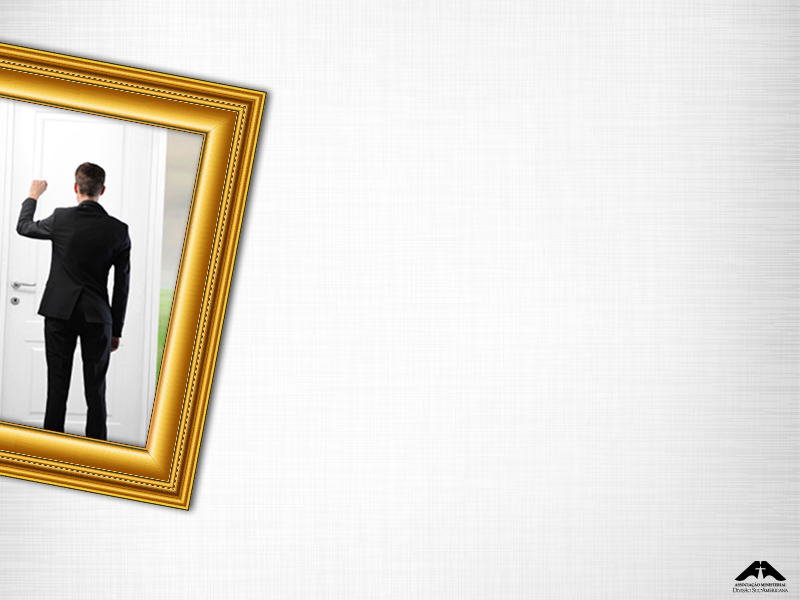 ASSOCIAÇÃO MINISTERIAL
DIVISÃO SUL-AMERICANA